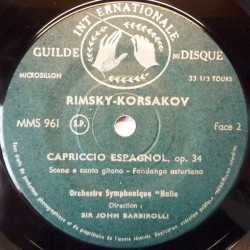 INTERNATIONALE
GUILDE DU DISQUE
MICROSILLON
33 1/3 TOURS
RIMSKY-KORSAKOV
MMS 961
S.P.
Face 2
CAPRICCIO ESPAGNOL, op. 34
Scena e canto gitano - Fandango asturiano
Orchestre Symphonique "Halle
Direction :
SIR JOHN BARBIROLLI